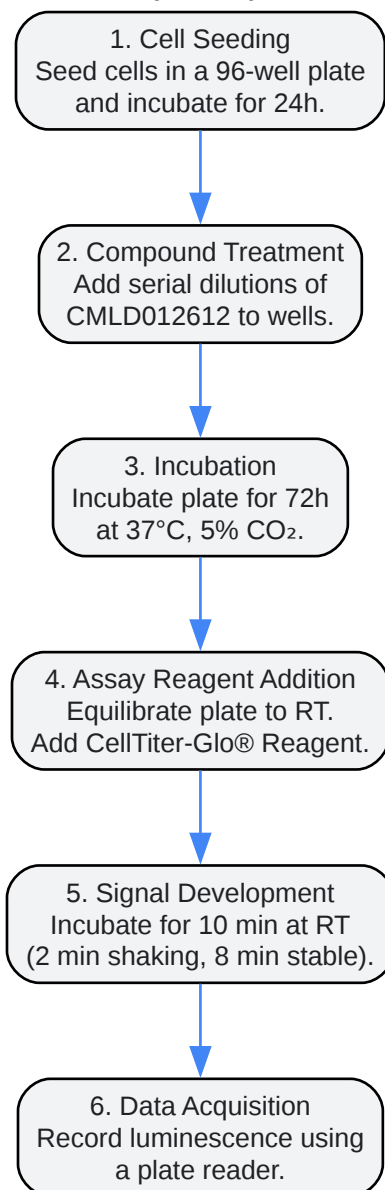 1. Cell Seeding
Seed cells in a 96-well plate
and incubate for 24h.
2. Compound Treatment
Add serial dilutions of
CMLD012612 to wells.
3. Incubation
Incubate plate for 72h
at 37°C, 5% CO₂.
4. Assay Reagent Addition
Equilibrate plate to RT.
Add CellTiter-Glo® Reagent.
5. Signal Development
Incubate for 10 min at RT
(2 min shaking, 8 min stable).
6. Data Acquisition
Record luminescence using
a plate reader.